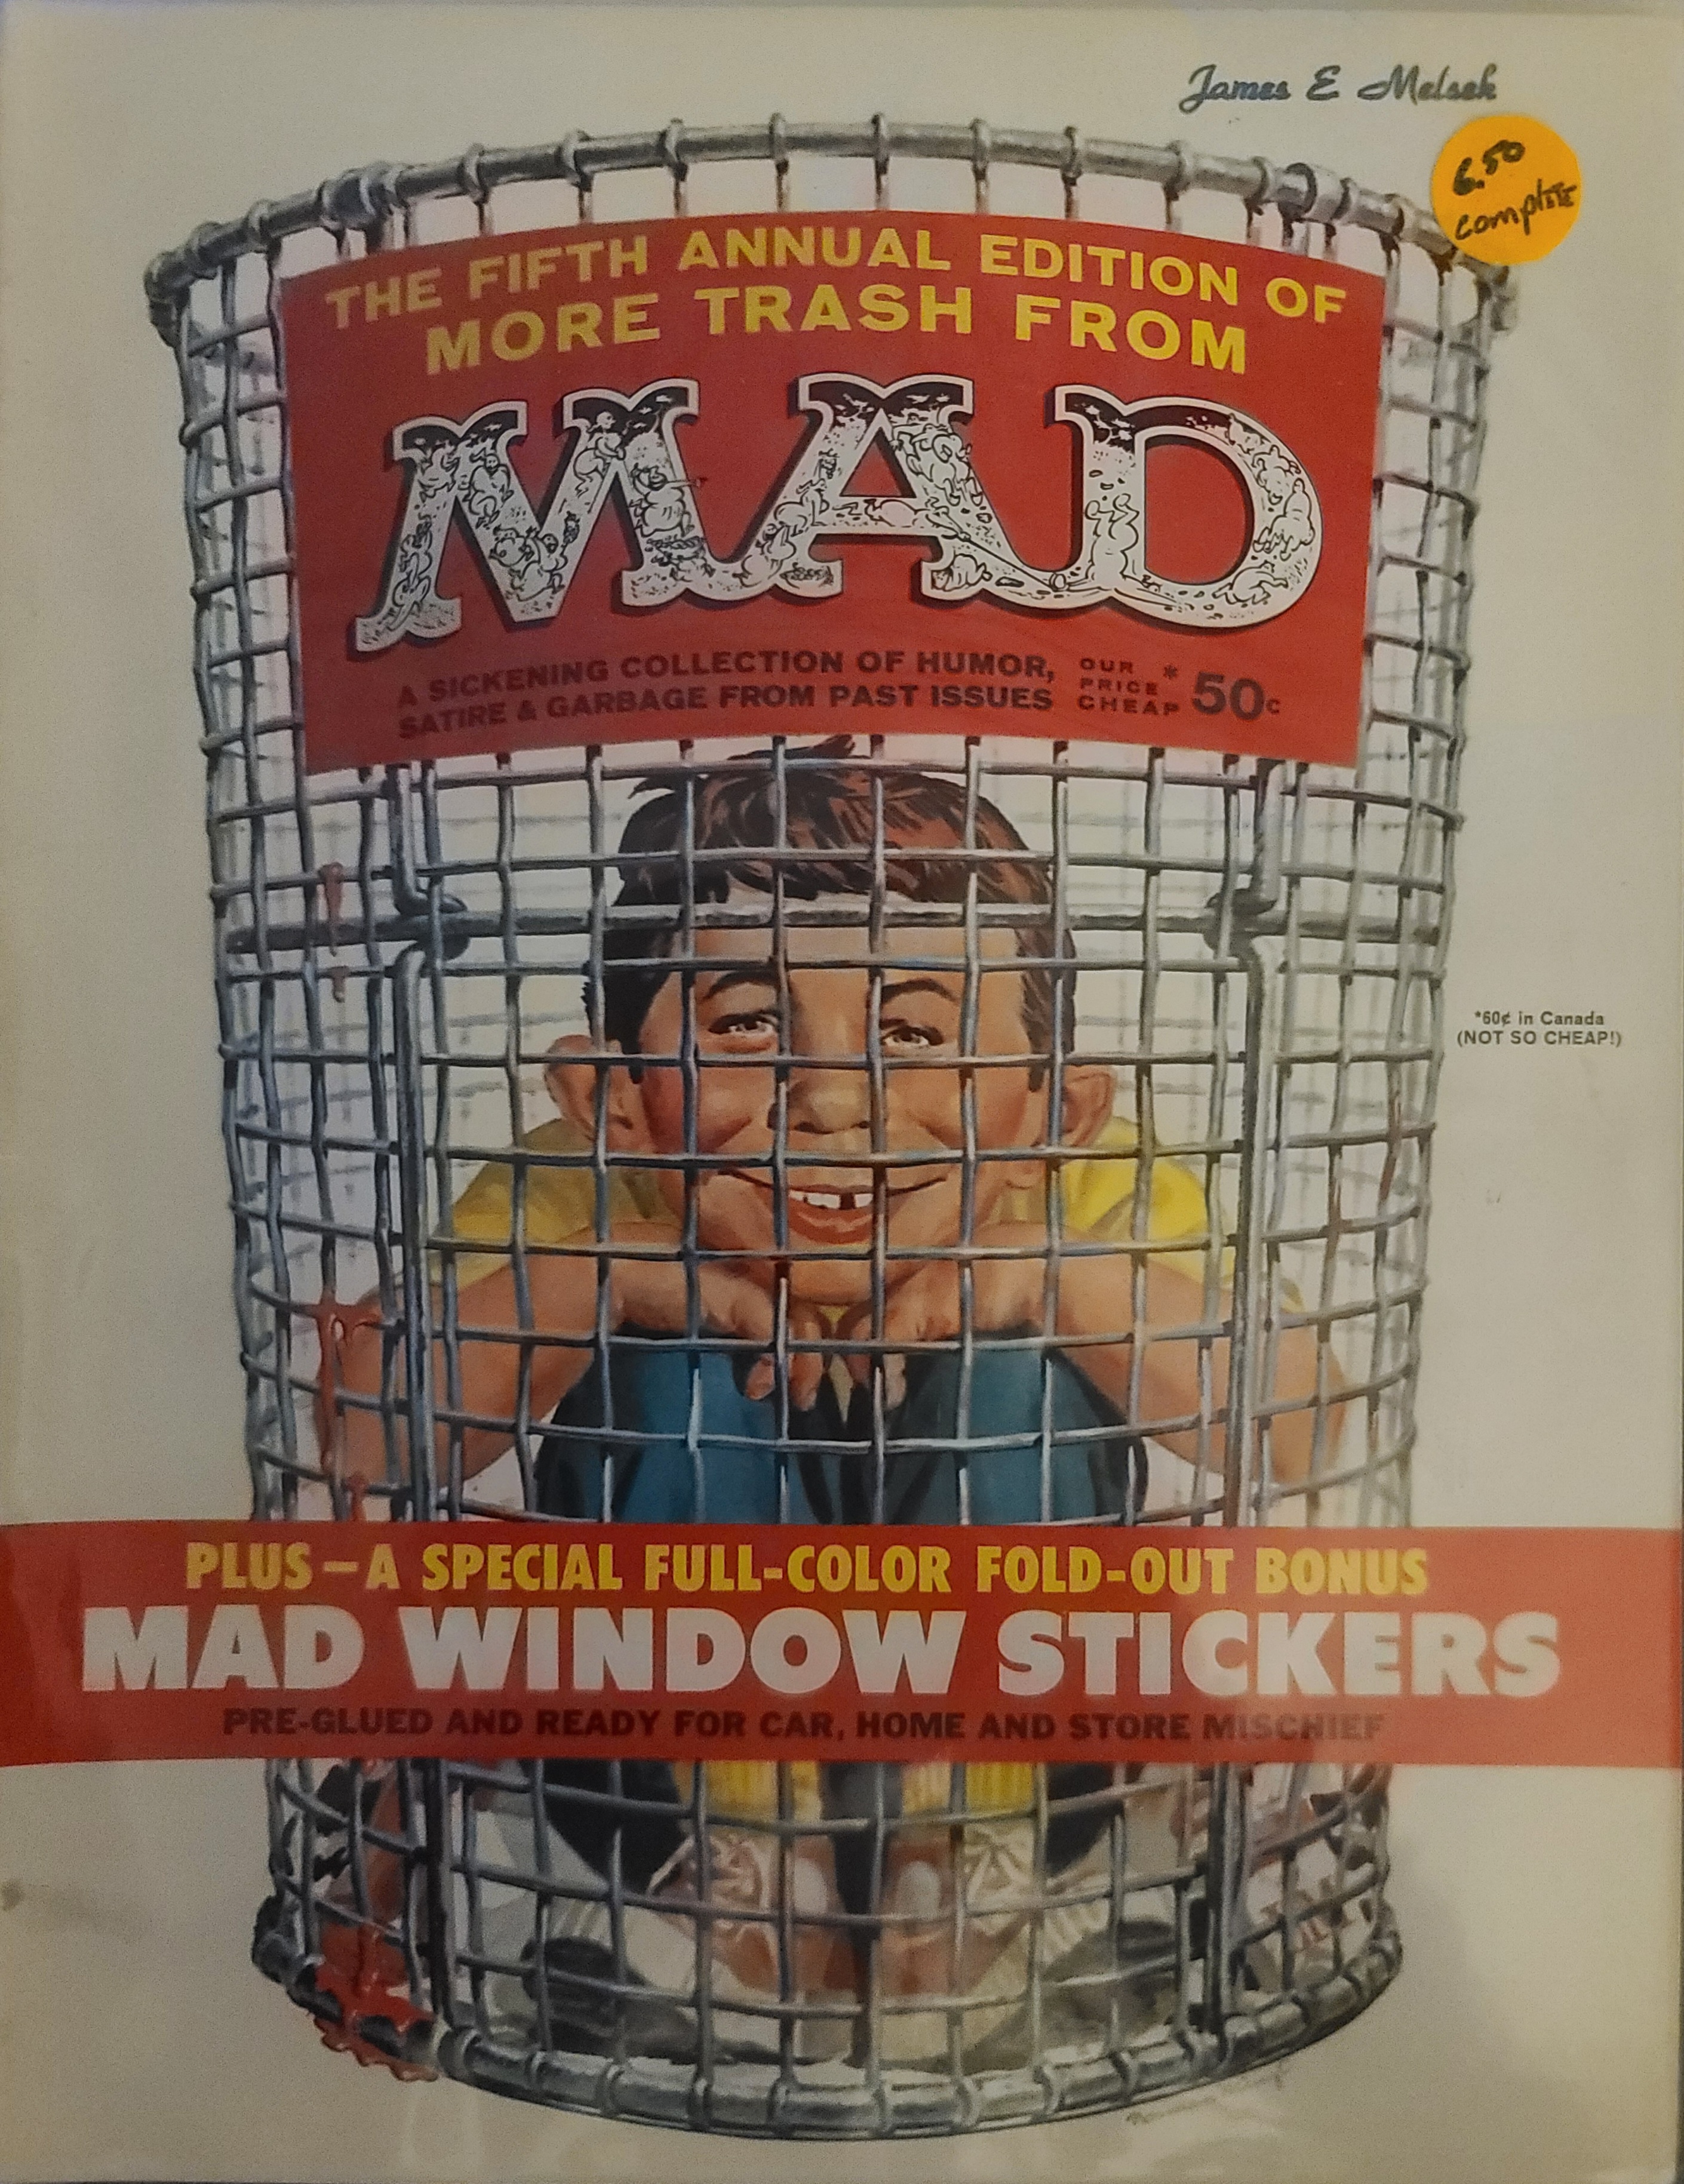 James E Melsek
6.50
complete
THE FIFTH ANNUAL EDITION OF
MORE TRASH FROM
MAD
A SICKENING COLLECTION OF HUMOR,
SATIRE & GARBAGE FROM PAST ISSUES
OUR
PRICE
CHEAP
* 50c
*60¢ in Canada
(NOT SO CHEAP!)
PLUS—A SPECIAL FULL-COLOR FOLD-OUT BONUS
MAD WINDOW STICKERS
PRE-GLUED AND READY FOR CAR, HOME AND STORE MISCHIEF